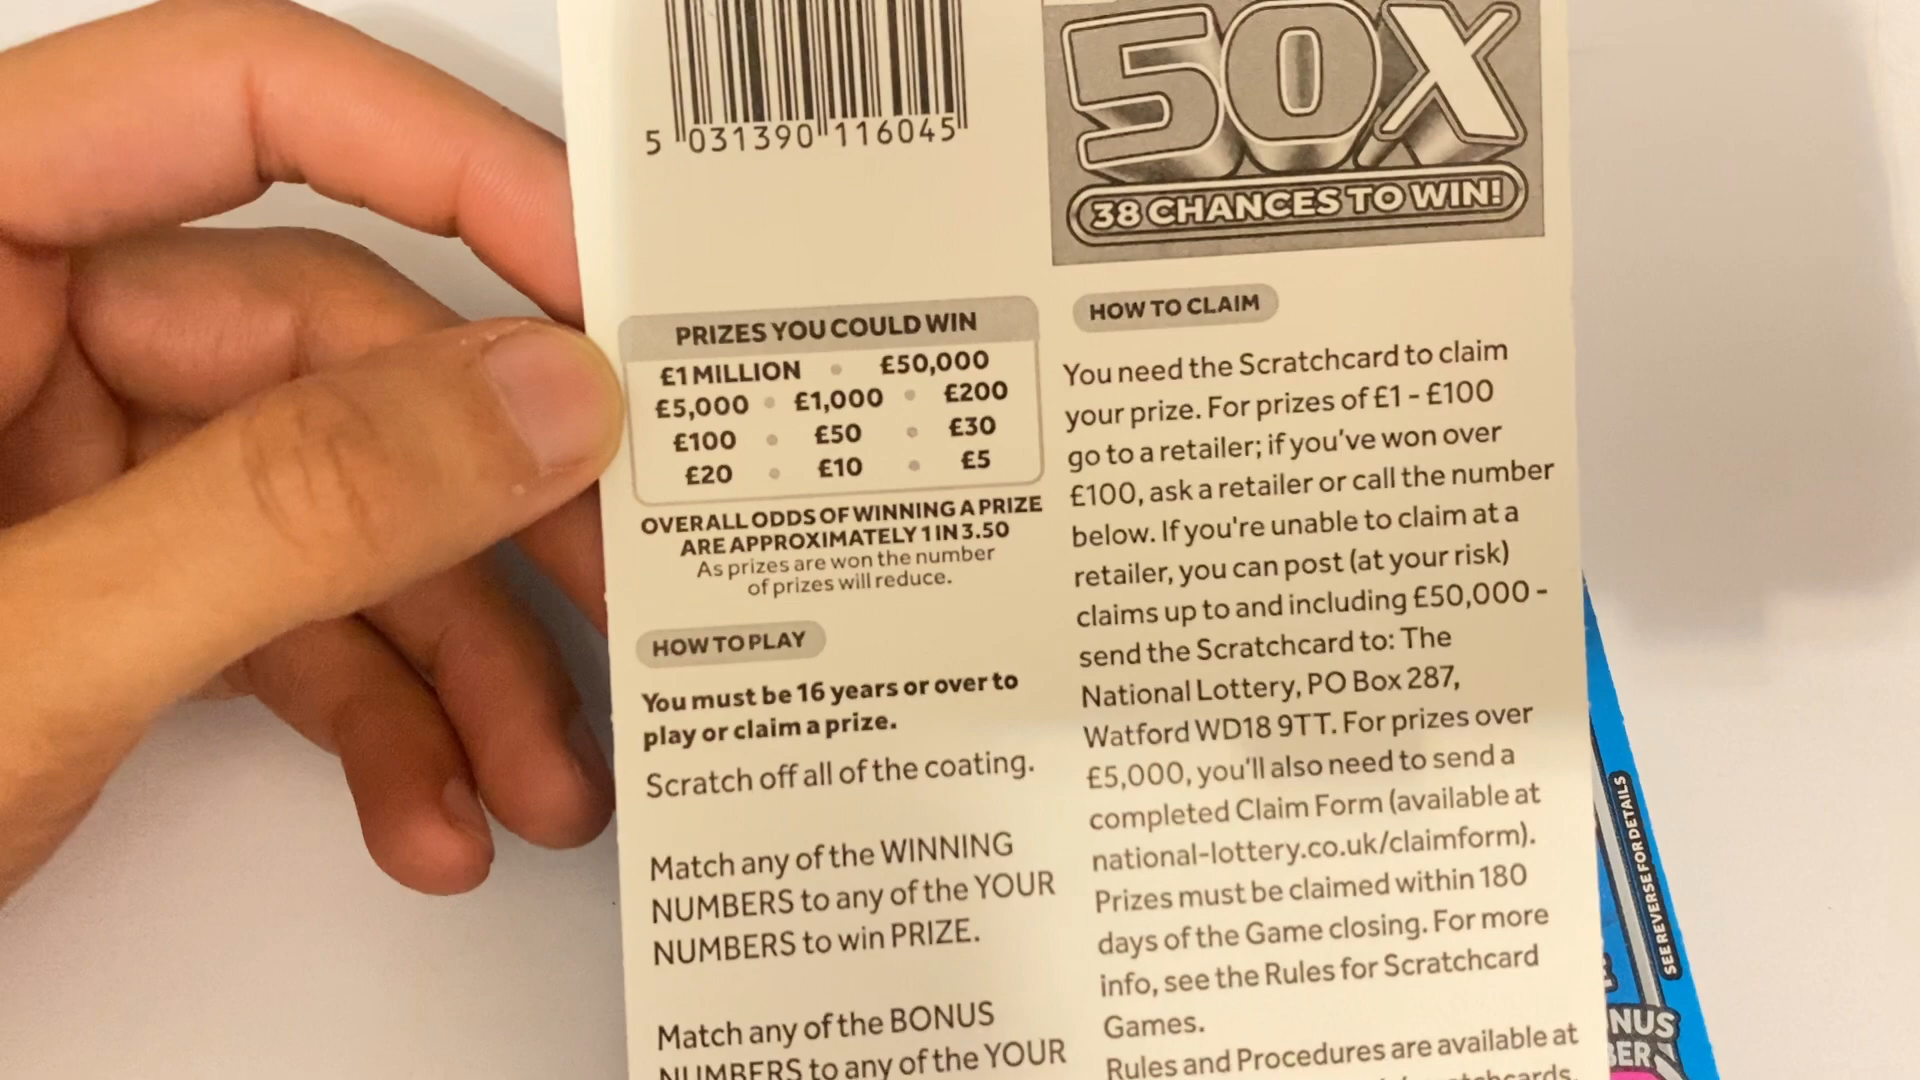 5 031390 116045
50X
38 CHANCES TO WIN!
PRIZES YOU COULD WIN
£1 MILLION • £50,000
£5,000 • £1,000 • £200
£100 • £50 • £30
£20 • £10 • £5
OVERALL ODDS OF WINNING A PRIZE
ARE APPROXIMATELY 1 IN 3.50
As prizes are won the number
of prizes will reduce.
HOW TO PLAY
You must be 16 years or over to
play or claim a prize.
Scratch off all of the coating.
Match any of the WINNING
NUMBERS to any of the YOUR
NUMBERS to win PRIZE.
Match any of the BONUS
NUMBERS to any of the YOUR
HOW TO CLAIM
You need the Scratchcard to claim
your prize. For prizes of £1 - £100
go to a retailer; if you've won over
£100, ask a retailer or call the number
below. If you're unable to claim at a
retailer, you can post (at your risk)
claims up to and including £50,000 -
send the Scratchcard to: The
National Lottery, PO Box 287,
Watford WD18 9TT. For prizes over
£5,000, you'll also need to send a
completed Claim Form (available at
national-lottery.co.uk/claimform).
Prizes must be claimed within 180
days of the Game closing. For more
info, see the Rules for Scratchcard
Games.
Rules and Procedures are available at
SEE REVERSE FOR DETAILS
NUS
BER